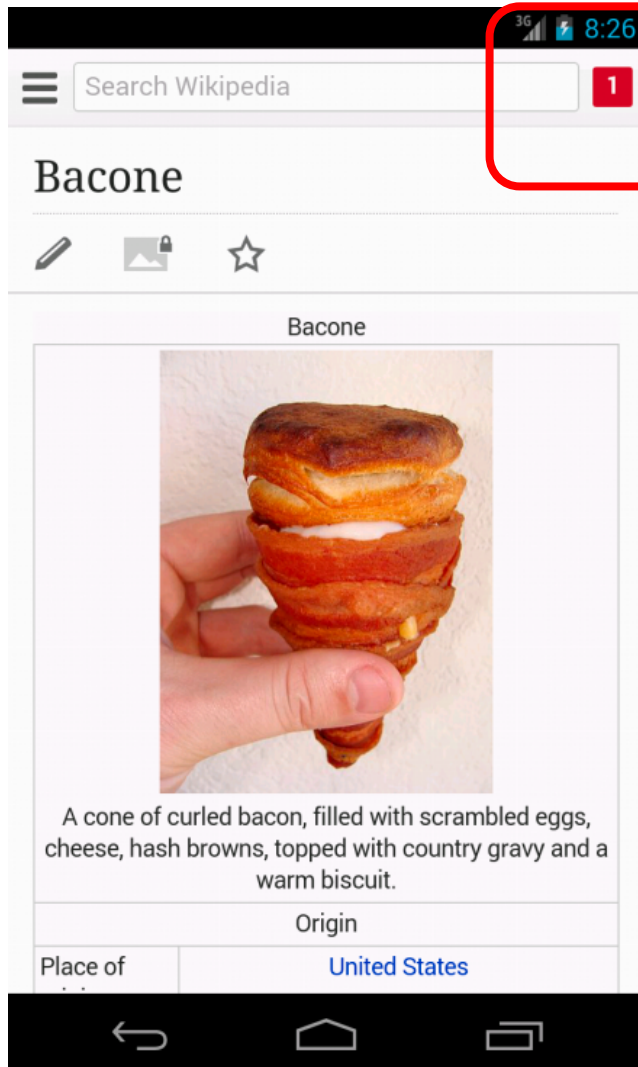 3G 8:26
Search Wikipedia 1
Bacone
Bacone
A cone of curled bacon, filled with scrambled eggs,
cheese, hash browns, topped with country gravy and a
warm biscuit.
Origin
Place of United States